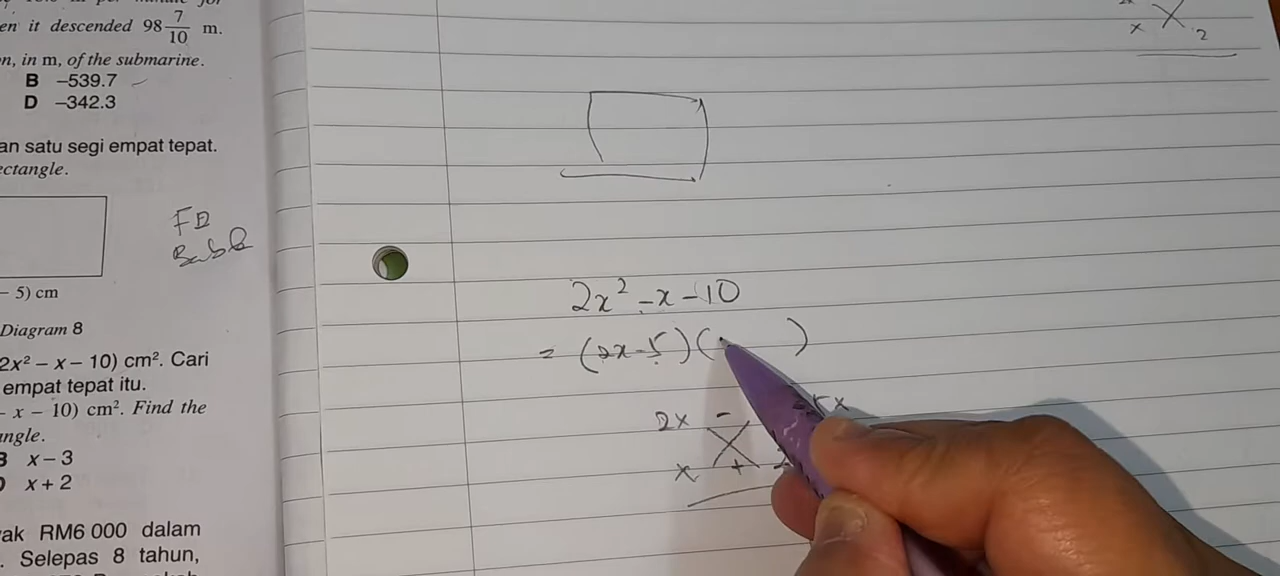 en it descended 98 7/10 m.
n, in m, of the submarine.
B −539.7
D −342.3
an satu segi empat tepat.
ectangle.
− 5) cm
Diagram 8
2x² − x − 10) cm². Cari
empat tepat itu.
− x − 10) cm². Find the
ngle.
B x − 3
D x + 2
ak RM6 000 dalam
. Selepas 8 tahun,
x
2
2x² − x − 10
= (2x − 5)( )
2x −
x +